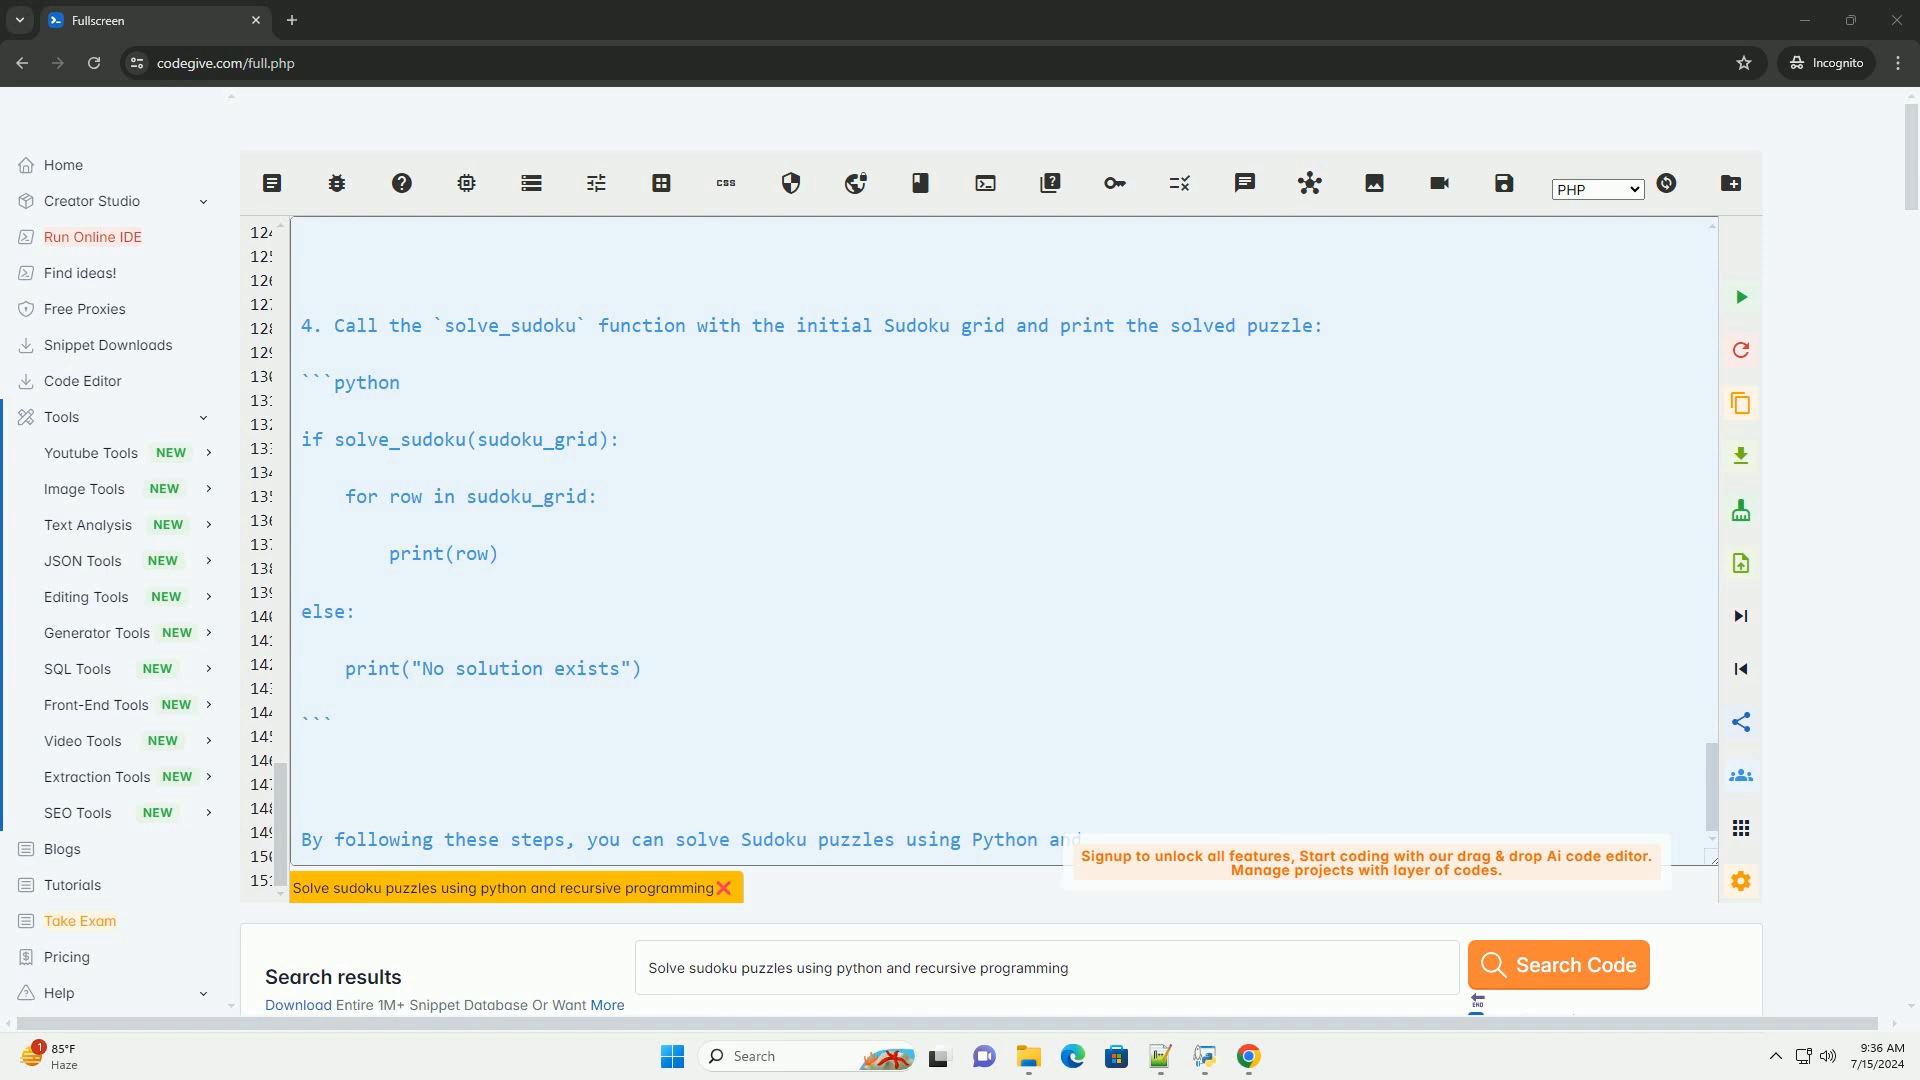 Fullscreen
codegive.com/full.php
Incognito
Home
Creator Studio
Run Online IDE
Find ideas!
Free Proxies
Snippet Downloads
Code Editor
Tools
Youtube Tools NEW
Image Tools NEW
Text Analysis NEW
JSON Tools NEW
Editing Tools NEW
Generator Tools NEW
SQL Tools NEW
Front-End Tools NEW
Video Tools NEW
Extraction Tools NEW
SEO Tools NEW
Blogs
Tutorials
Take Exam
Pricing
Help
css
PHP
4. Call the `solve_sudoku` function with the initial Sudoku grid and print the solved puzzle:
```python
if solve_sudoku(sudoku_grid):
for row in sudoku_grid:
print(row)
else:
print("No solution exists")
```
By following these steps, you can solve Sudoku puzzles using Python and
Signup to unlock all features, Start coding with our drag & drop Ai code editor.
Manage projects with layer of codes.
Solve sudoku puzzles using python and recursive programming
Search results
Download Entire 1M+ Snippet Database Or Want More
Solve sudoku puzzles using python and recursive programming
Search Code
END
1
85°F
Haze
Search
9:36 AM
7/15/2024